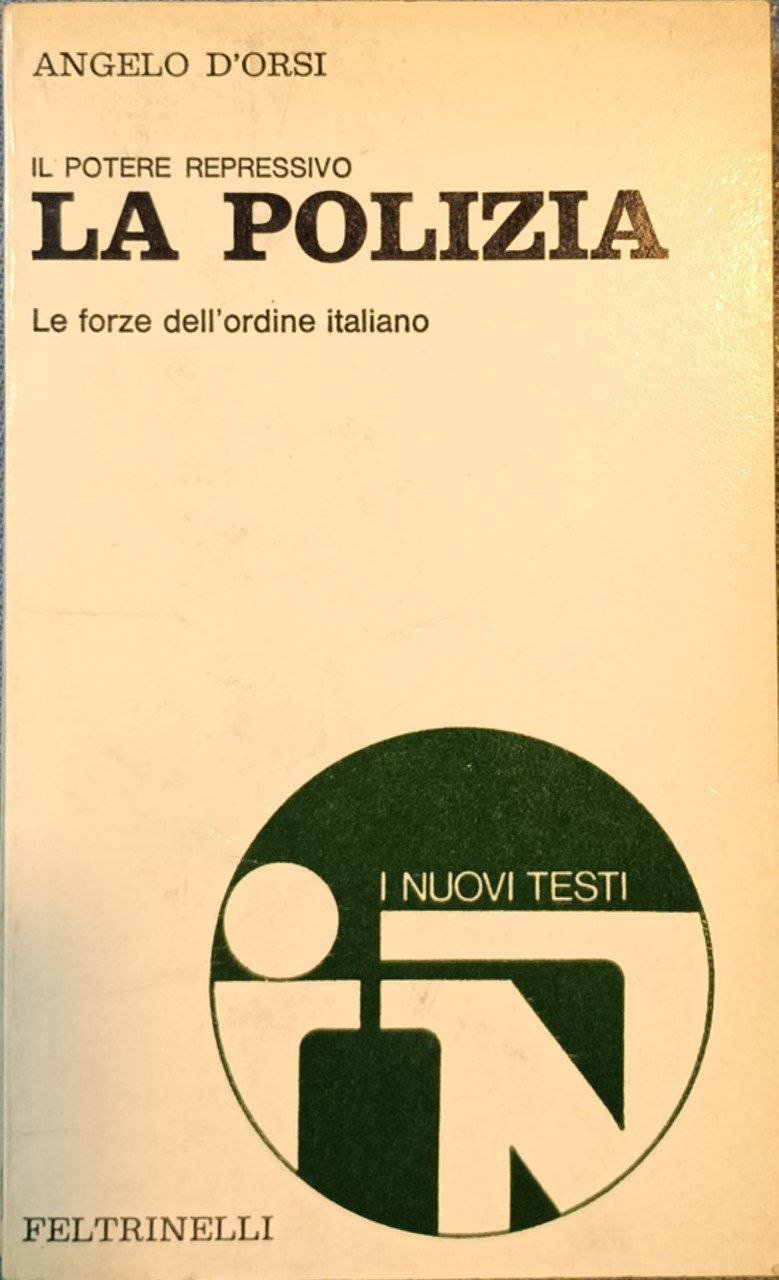 ANGELO D'ORSI
IL POTERE REPRESSIVO
LA POLIZIA
Le forze dell'ordine italiano
I NUOVI TESTI
FELTRINELLI